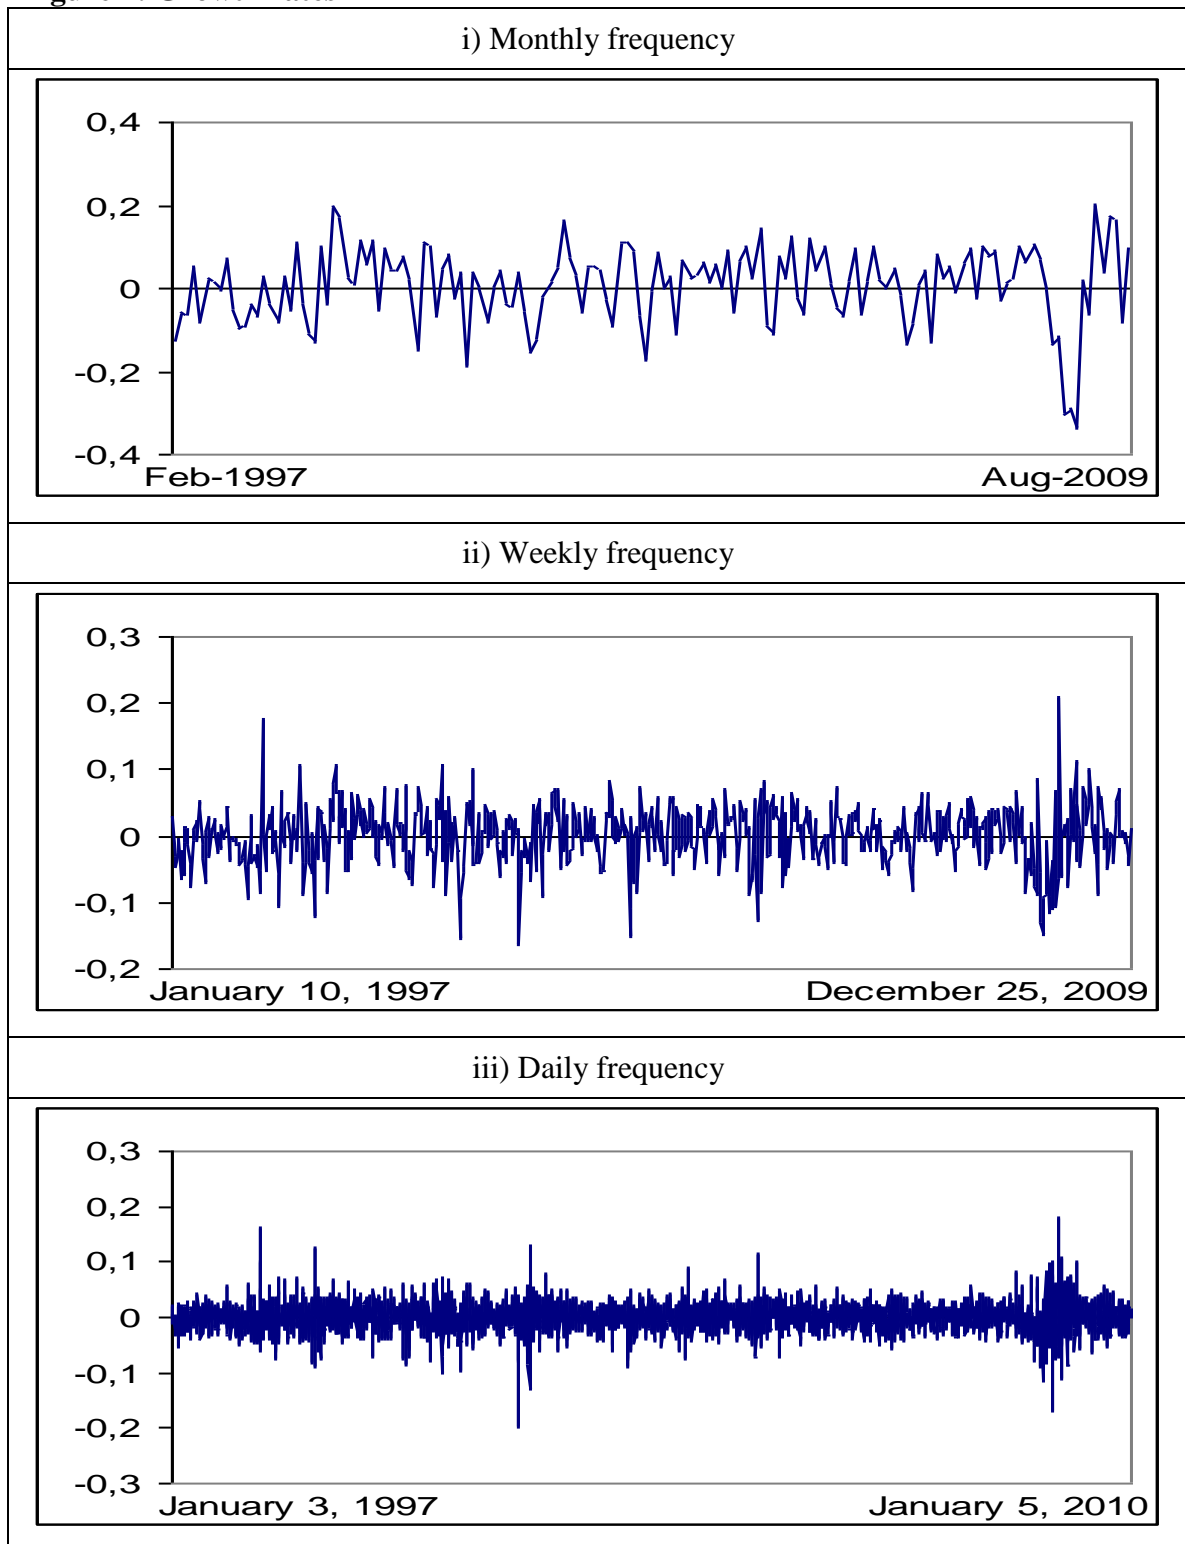 i) Monthly frequency
0,4
0,2
0
-0,2
-0,4
Feb-1997
Aug-2009
ii) Weekly frequency
0,3
0,2
0,1
0
-0,1
-0,2
January 10, 1997
December 25, 2009
iii) Daily frequency
0,3
0,2
0,1
0
-0,1
-0,2
-0,3
January 3, 1997
January 5, 2010